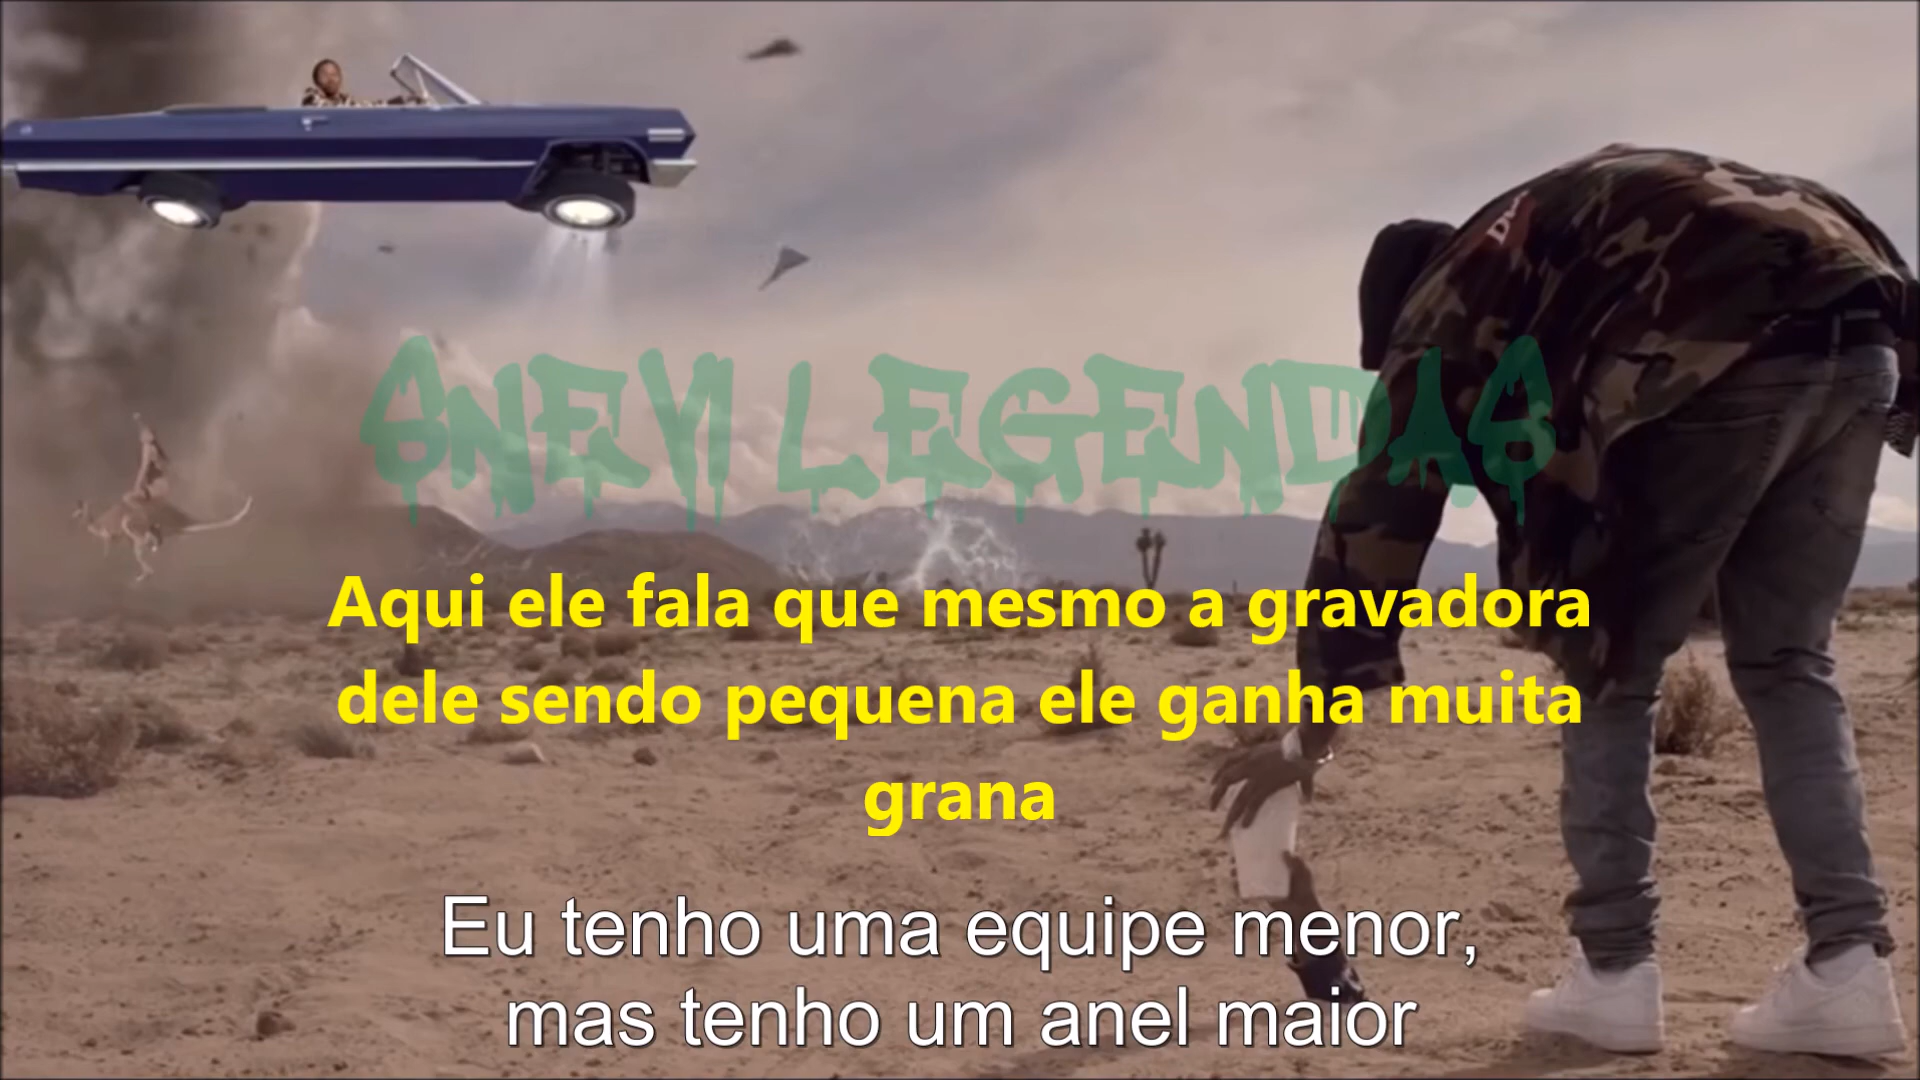 SNEYI LEGENDAS
Aqui ele fala que mesmo a gravadora
dele sendo pequena ele ganha muita
grana
Eu tenho uma equipe menor,
mas tenho um anel maior